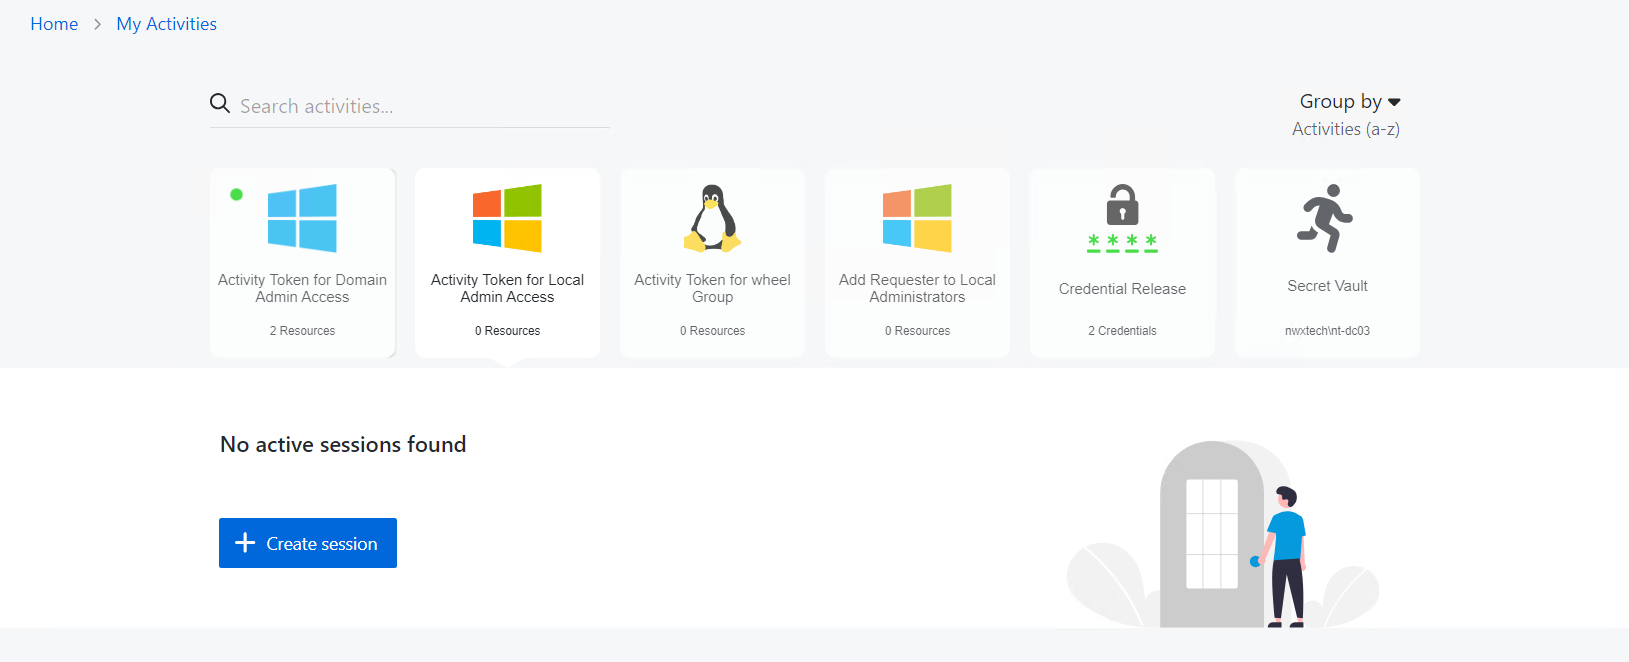 Home > My Activities
Search activities...
Group by
Activities (a-z)
Activity Token for Domain
Admin Access
2 Resources
Activity Token for Local
Admin Access
0 Resources
Activity Token for wheel
Group
0 Resources
Add Requester to Local
Administrators
0 Resources
****
Credential Release
2 Credentials
Secret Vault
nwxtech\nt-dc03
No active sessions found
+ Create session